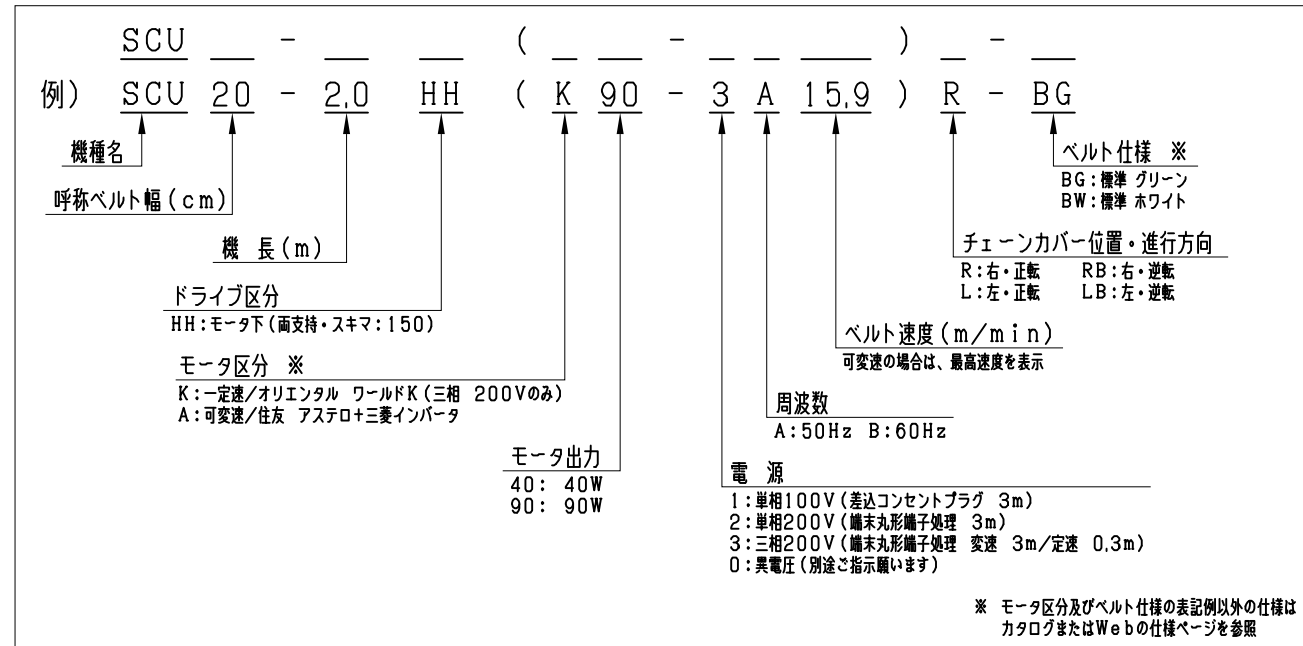 SCU - ( - ) -
例) SCU 20 - 2.0 HH ( K 90 - 3 A 15.9 ) R - BG
機種名
呼称ベルト幅(cm)
機 長(m)
ドライブ区分
HH:モータ下(両支持・スキマ:150)
モータ区分 ※
K:一定速/オリエンタル ワールドK(三相 200Vのみ)
A:可変速/住友 アステロ+三菱インバータ
モータ出力
40: 40W
90: 90W
電 源
1:単相100V(差込コンセントプラグ 3m)
2:単相200V(端末丸形端子処理 3m)
3:三相200V(端末丸形端子処理 変速 3m/定速 0.3m)
0:異電圧(別途ご指示願います)
周波数
A:50Hz B:60Hz
ベルト速度(m/min)
可変速の場合は、最高速度を表示
チェーンカバー位置・進行方向
R:右・正転 RB:右・逆転
L:左・正転 LB:左・逆転
ベルト仕様 ※
BG:標準 グリーン
BW:標準 ホワイト
※ モータ区分及びベルト仕様の表記例以外の仕様は
カタログまたはWebの仕様ページを参照